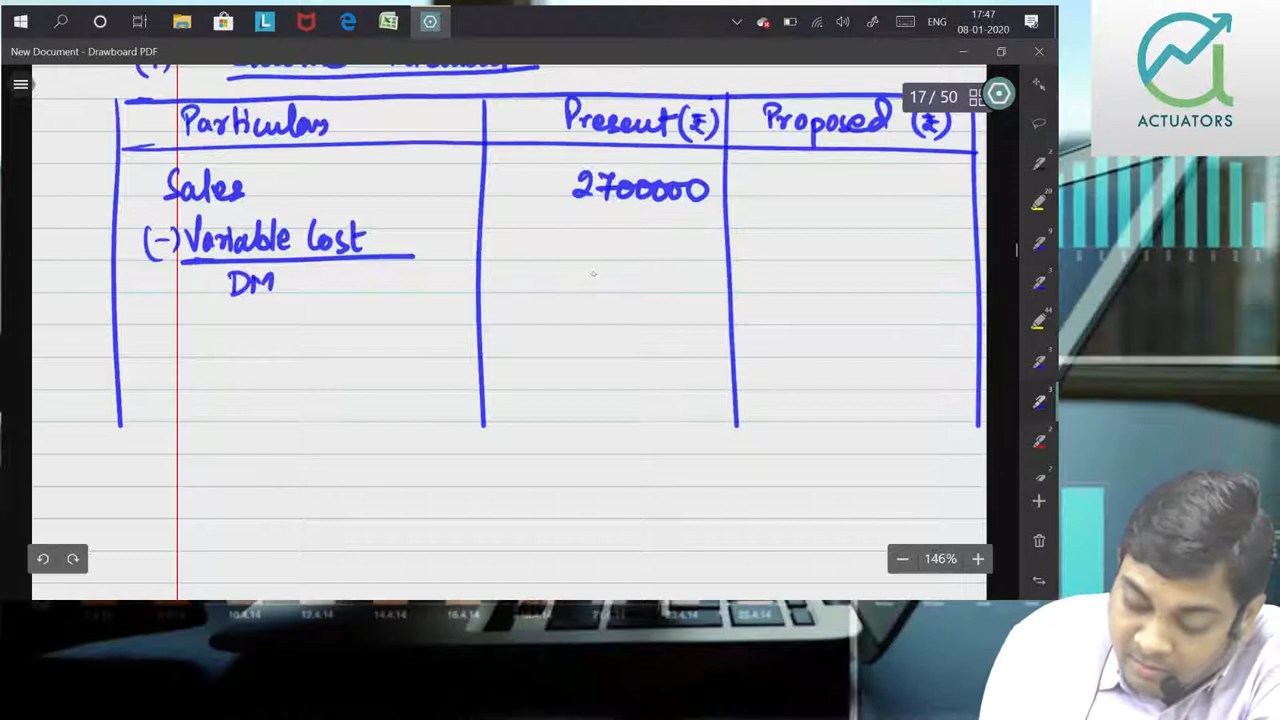 17:47
ENG
08-01-2020
New Document - Drawboard PDF
17 / 50
Particulars Present (₹) Proposed (₹)
Sales 2700000
(-) Variable Cost
DM
146%
ACTUATORS